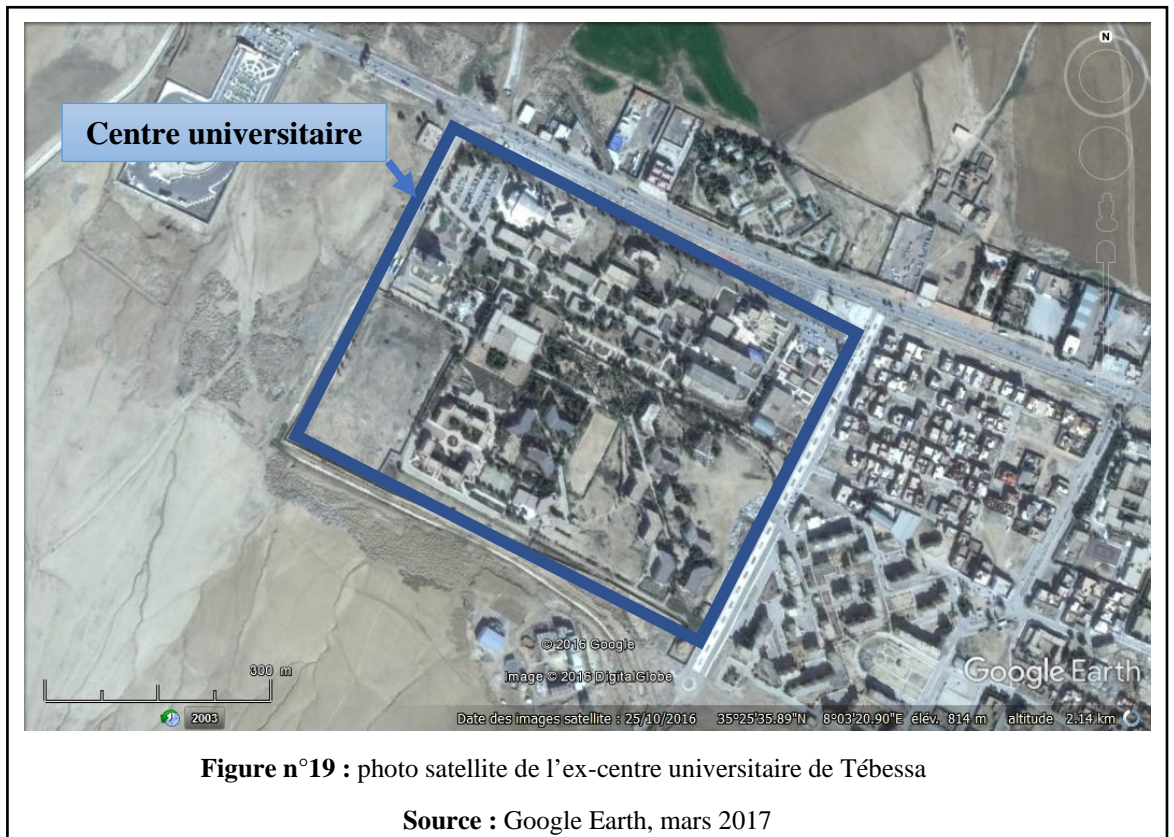 N
Centre universitaire
© 2016 Google
Image © 2016 DigitalGlobe
Google Earth
300 m
2003
Date des images satellite : 25/10/2016 35°25'35.89"N 8°03'20.90"E élév. 814 m altitude 2.14 km
Figure n°19 : photo satellite de l’ex-centre universitaire de Tébessa
Source : Google Earth, mars 2017